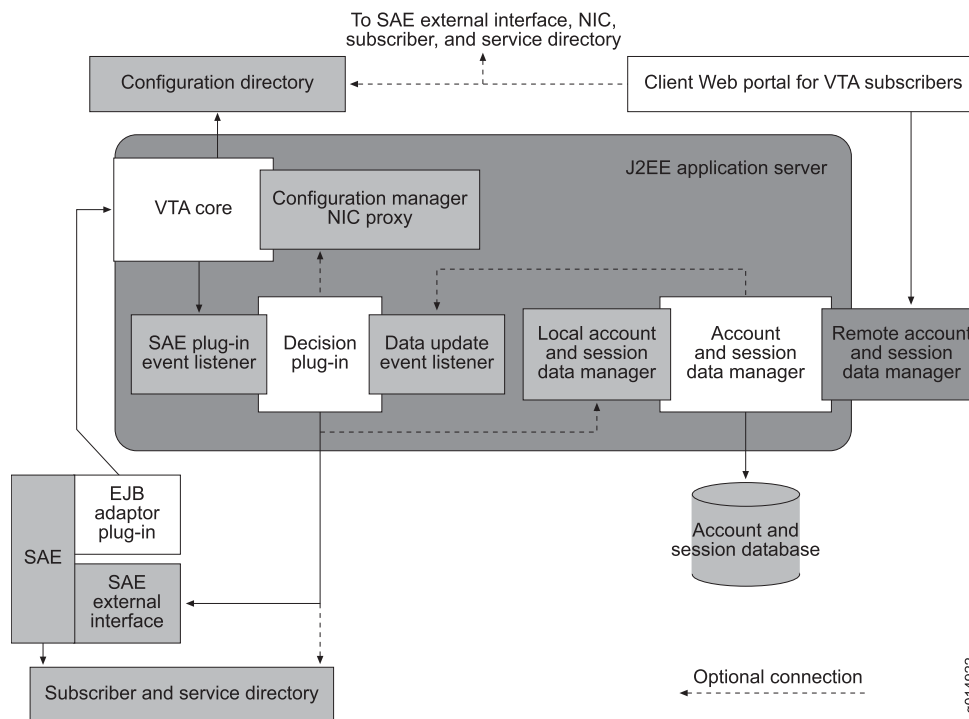 To SAE external interface, NIC,
subscriber, and service directory
Configuration directory
Client Web portal for VTA subscribers
J2EE application server
VTA core
Configuration manager
NIC proxy
SAE plug-in
event listener
Decision
plug-in
Data update
event listener
Local account
and session
data manager
Account
and session
data manager
Remote account
and session
data manager
EJB
adaptor
plug-in
SAE
SAE
external
interface
Account and
session database
Subscriber and service directory
Optional connection